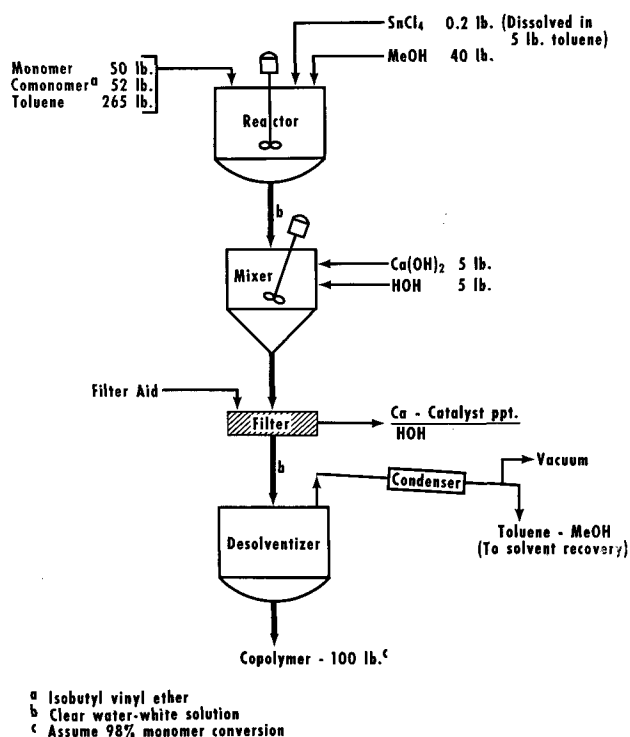 SnCl4 0.2 lb. (Dissolved in
5 lb. toluene)
MeOH 40 lb.
Monomer 50 lb.
Comonomer a 52 lb.
Toluene 265 lb.
Reactor
b
Mixer
Ca(OH)2 5 lb.
HOH 5 lb.
Filter Aid
Filter
Ca - Catalyst ppt.
HOH
b
Condenser
Vacuum
Toluene - MeOH
(To solvent recovery)
Desolventizer
Copolymer - 100 lb.c
a Isobutyl vinyl ether
b Clear water-white solution
c Assume 98% monomer conversion